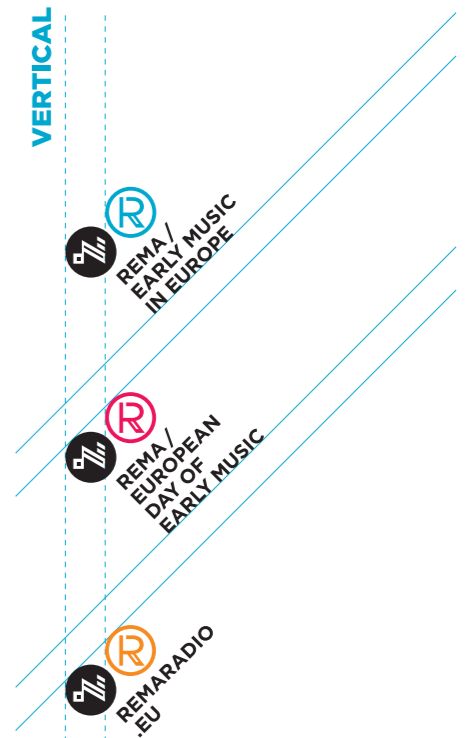 VERTICAL
R
REMA /
EARLY MUSIC
IN EUROPE
R
REMA /
EUROPEAN
DAY OF
EARLY MUSIC
R
REMARADIO
.EU